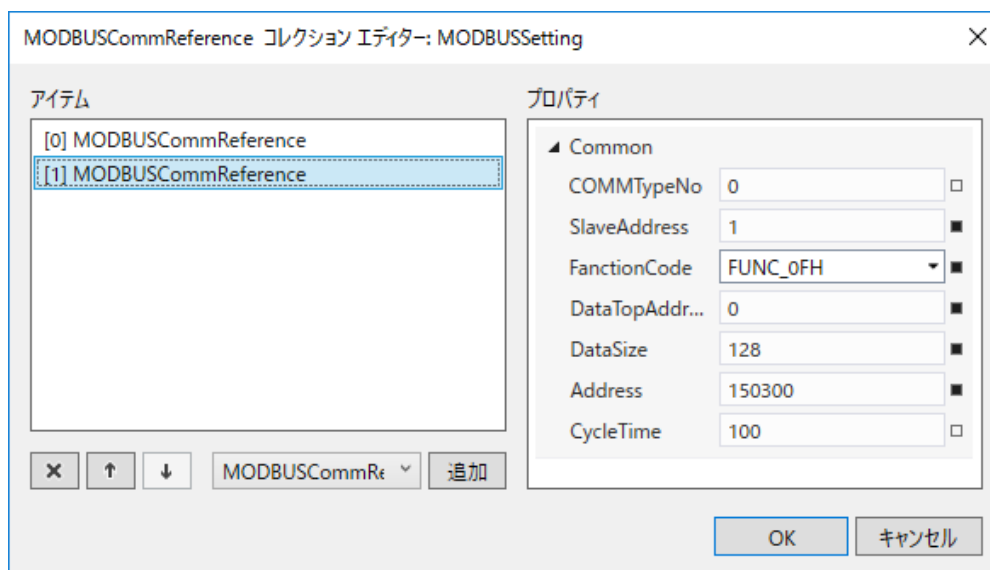 MODBUSCommReference コレクション エディター: MODBUSSetting
アイテム
[0] MODBUSCommReference
[1] MODBUSCommReference
MODBUSCommRe
追加
プロパティ
Common
COMMTypeNo 0
SlaveAddress 1
FanctionCode FUNC_0FH
DataTopAddr... 0
DataSize 128
Address 150300
CycleTime 100
OK
キャンセル